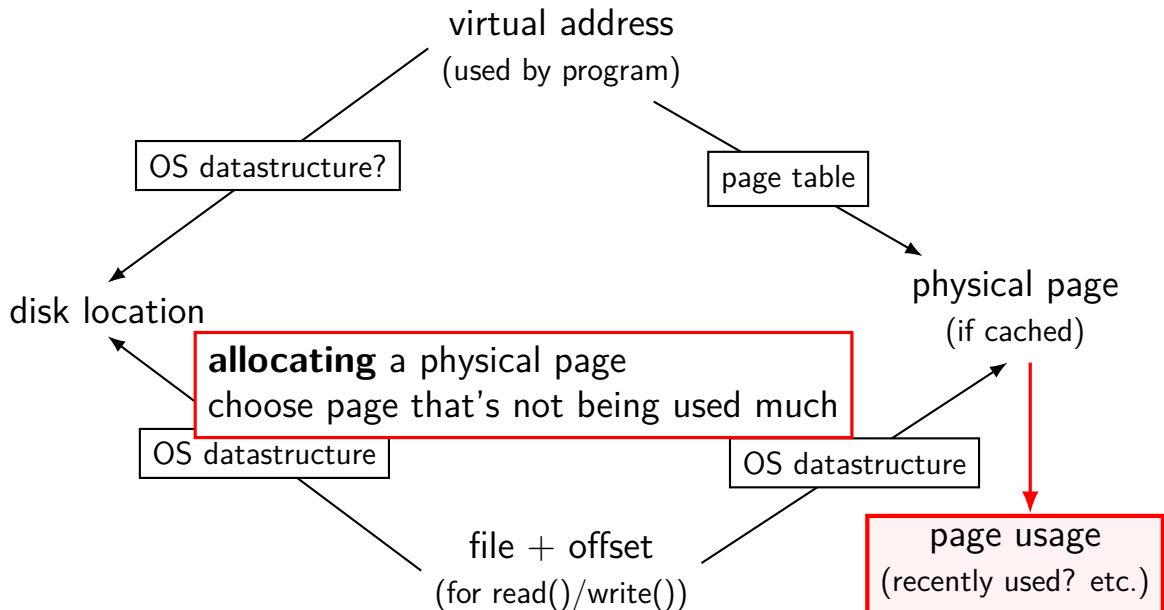 virtual address
(used by program)
OS datastructure?
page table
physical page
(if cached)
disk location
allocating a physical page
choose page that's not being used much
OS datastructure
OS datastructure
file + offset
(for read()/write())
page usage
(recently used? etc.)